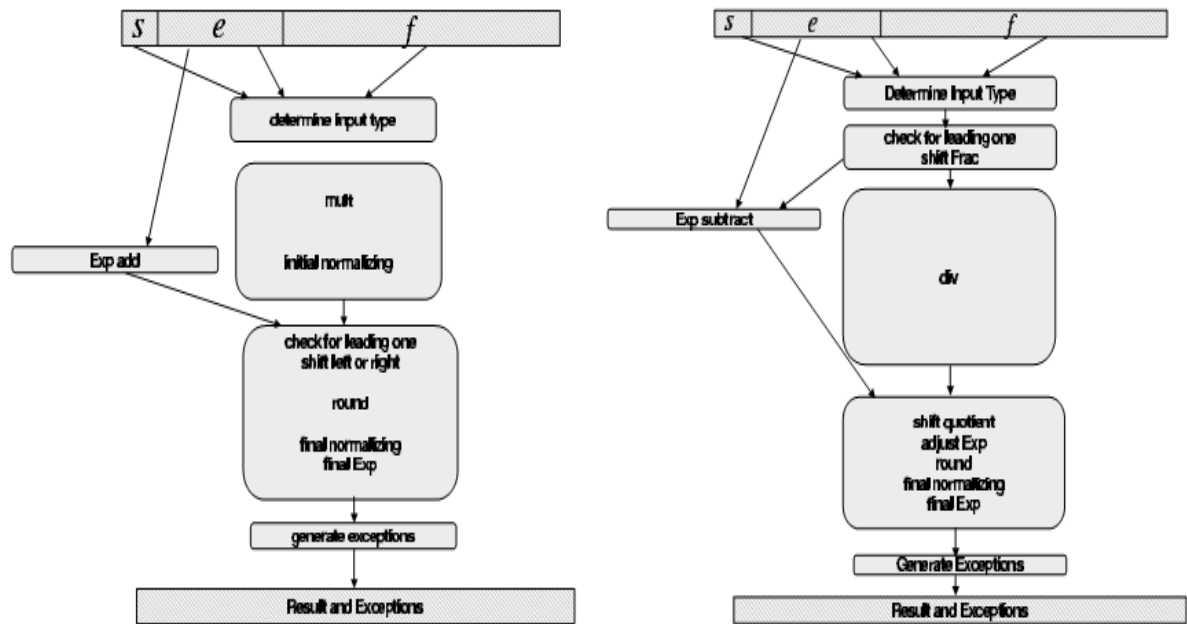 s e f
determine input type
mult
initial normalizing
Exp add
check for leading one
shift left or right
round
final normalizing
final Exp
generate exceptions
Result and Exceptions
s e f
Determine Input Type
check for leading one
shift Frac
Exp subtract
div
shift quotient
adjust Exp
round
final normalizing
final Exp
Generate Exceptions
Result and Exceptions